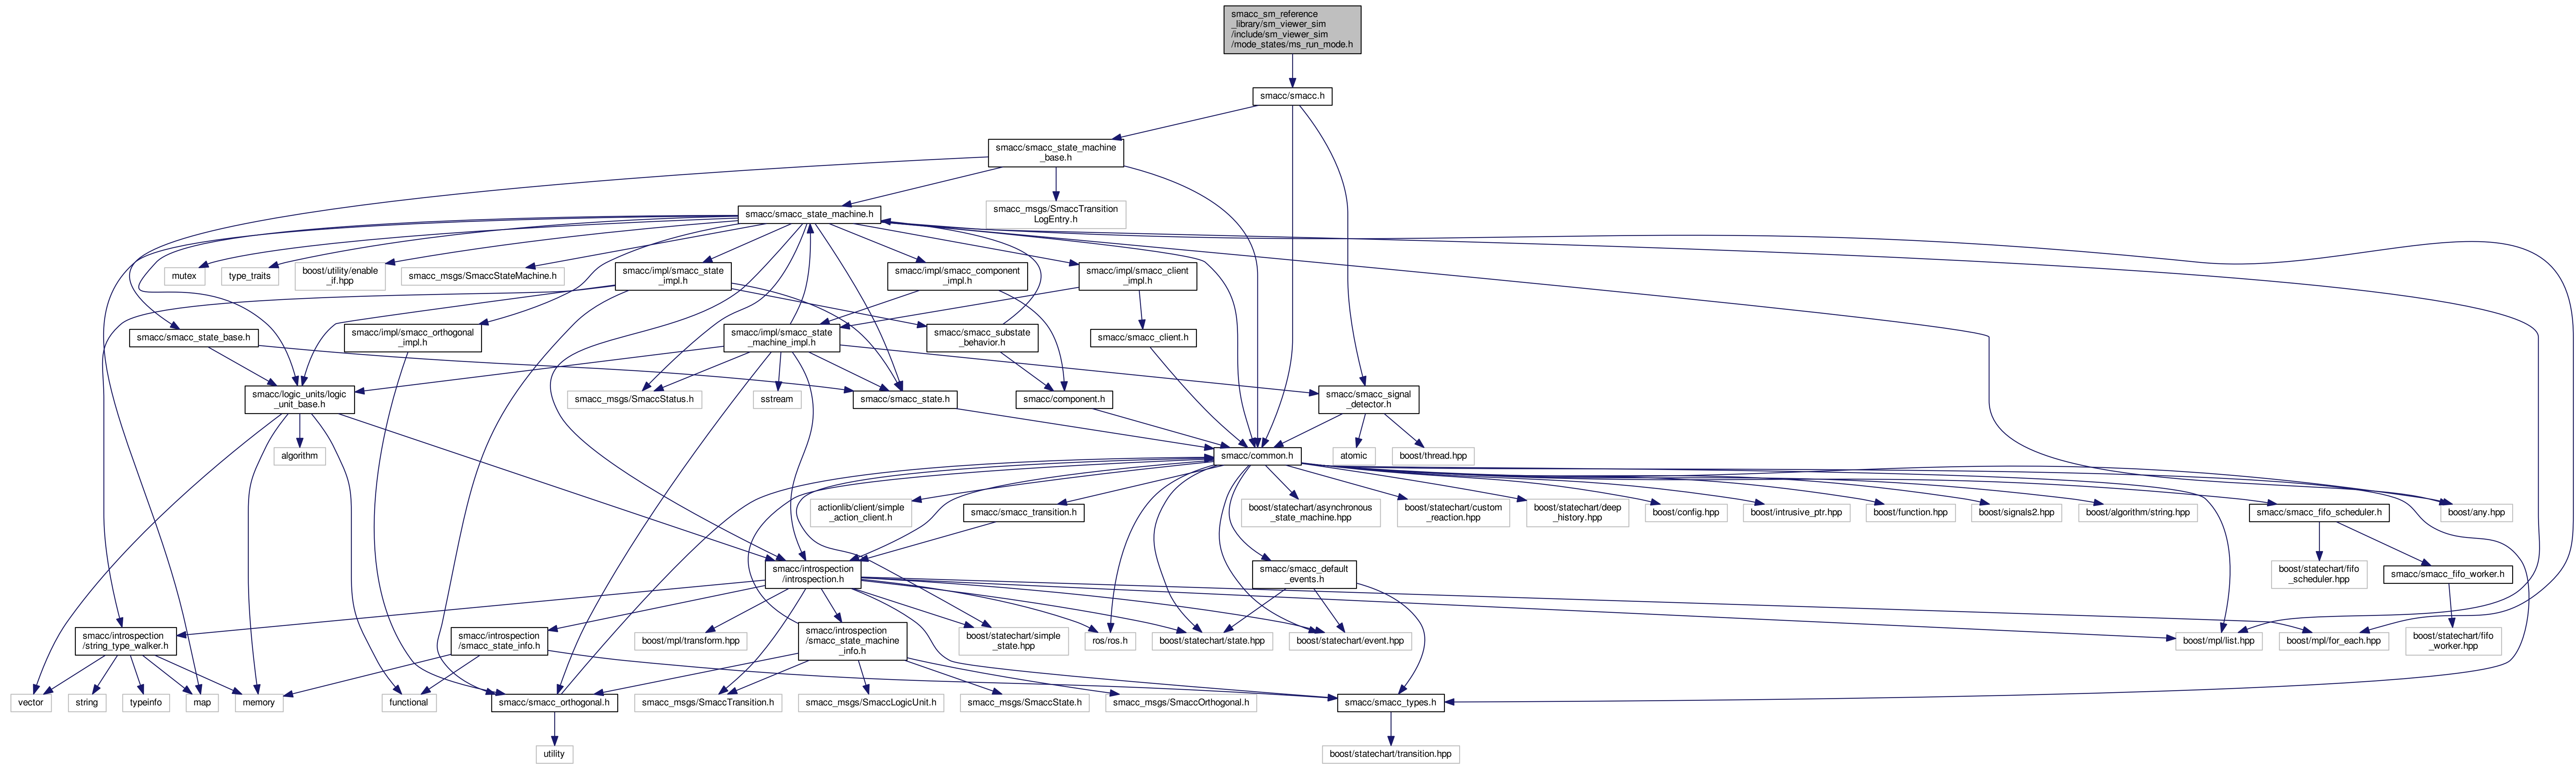 smacc_sm_reference
_library/sm_viewer_sim
/include/sm_viewer_sim
/mode_states/ms_run_mode.h
smacc/smacc.h
smacc/smacc_state_machine
_base.h
smacc/smacc_state_machine.h
smacc_msgs/SmaccTransition
LogEntry.h
mutex
type_traits
boost/utility/enable
_if.hpp
smacc_msgs/SmaccStateMachine.h
smacc/impl/smacc_state
_impl.h
smacc/impl/smacc_component
_impl.h
smacc/impl/smacc_client
_impl.h
smacc/smacc_state_base.h
smacc/impl/smacc_orthogonal
_impl.h
smacc/impl/smacc_state
_machine_impl.h
smacc/smacc_substate
_behavior.h
smacc/smacc_client.h
smacc/logic_units/logic
_unit_base.h
smacc_msgs/SmaccStatus.h
sstream
smacc/smacc_state.h
smacc/component.h
smacc/smacc_signal
_detector.h
algorithm
smacc/common.h
atomic
boost/thread.hpp
actionlib/client/simple
_action_client.h
smacc/smacc_transition.h
boost/statechart/asynchronous
_state_machine.hpp
boost/statechart/custom
_reaction.hpp
boost/statechart/deep
_history.hpp
boost/config.hpp
boost/intrusive_ptr.hpp
boost/function.hpp
boost/signals2.hpp
boost/algorithm/string.hpp
smacc/smacc_fifo_scheduler.h
boost/any.hpp
smacc/introspection
/introspection.h
smacc/smacc_default
_events.h
boost/statechart/fifo
_scheduler.hpp
smacc/smacc_fifo_worker.h
smacc/introspection
/string_type_walker.h
smacc/introspection
/smacc_state_info.h
boost/mpl/transform.hpp
smacc/introspection
/smacc_state_machine
_info.h
boost/statechart/simple
_state.hpp
ros/ros.h
boost/statechart/state.hpp
boost/statechart/event.hpp
boost/mpl/list.hpp
boost/mpl/for_each.hpp
boost/statechart/fifo
_worker.hpp
vector
string
typeinfo
map
memory
functional
smacc/smacc_orthogonal.h
smacc_msgs/SmaccTransition.h
smacc_msgs/SmaccLogicUnit.h
smacc_msgs/SmaccState.h
smacc_msgs/SmaccOrthogonal.h
smacc/smacc_types.h
utility
boost/statechart/transition.hpp